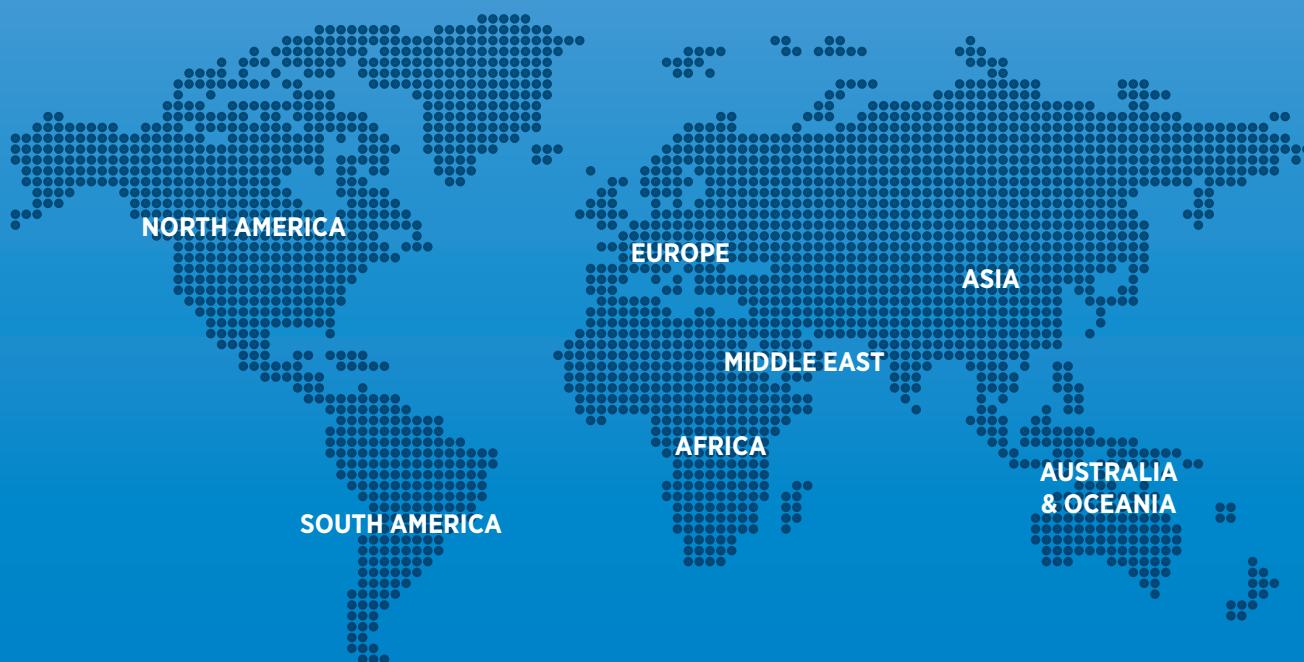 NORTH AMERICA
EUROPE
ASIA
MIDDLE EAST
AFRICA
AUSTRALIA
& OCEANIA
SOUTH AMERICA